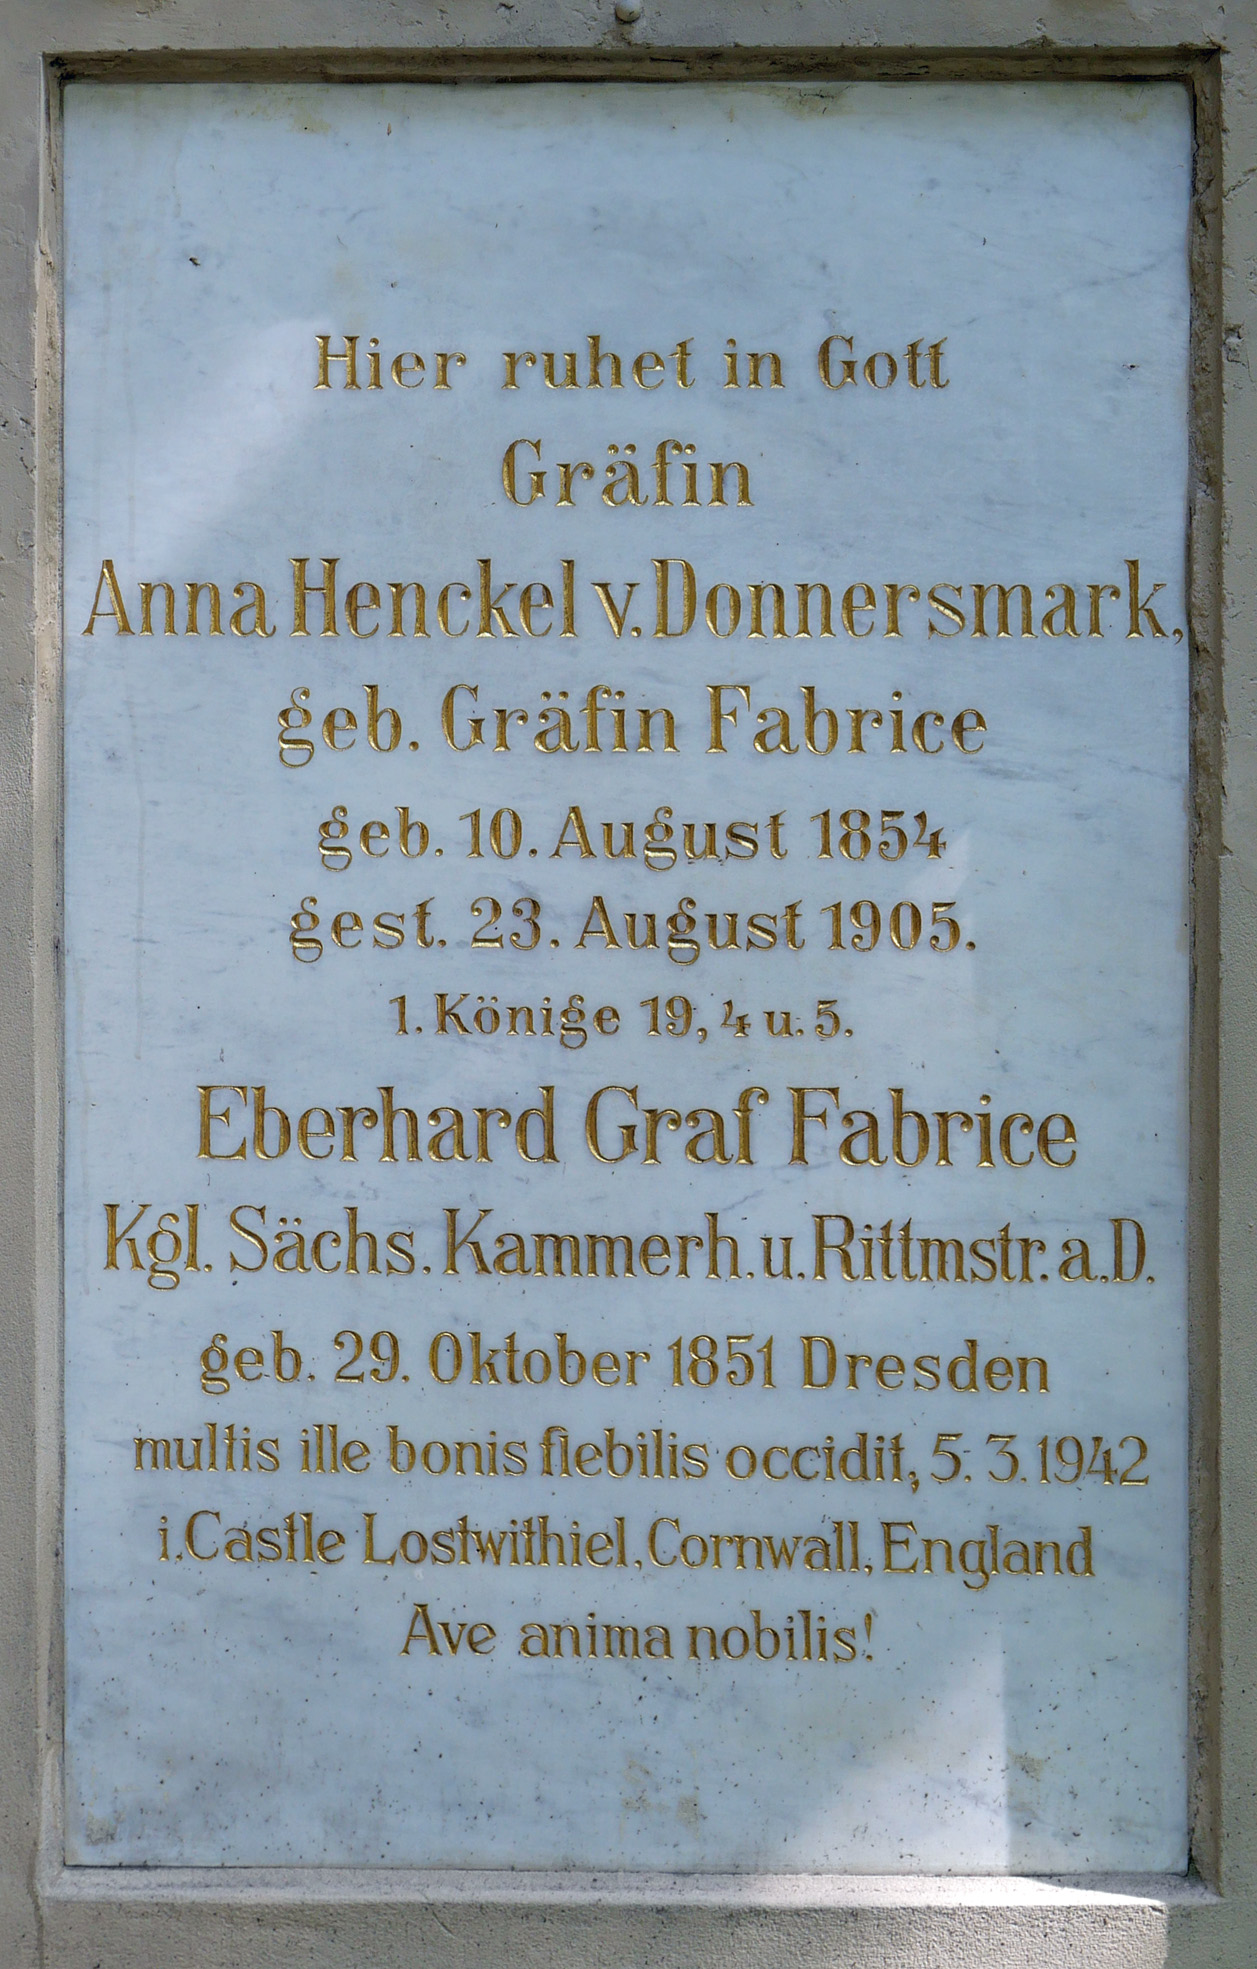 Hier ruhet in Gott
Gräfin
Anna Henckel v. Donnersmark,
geb. Gräfin Fabrice
geb. 10. August 1854
gest. 23. August 1905.
1. Könige 19, 4 u. 5.
Eberhard Graf Fabrice
Kgl. Sächs. Kammerh. u. Rittmstr. a. D.
geb. 29. Oktober 1851 Dresden
multis ille bonis flebilis occidit, 5. 3. 1942
i. Castle Lostwithiel, Cornwall, England
Ave anima nobilis!